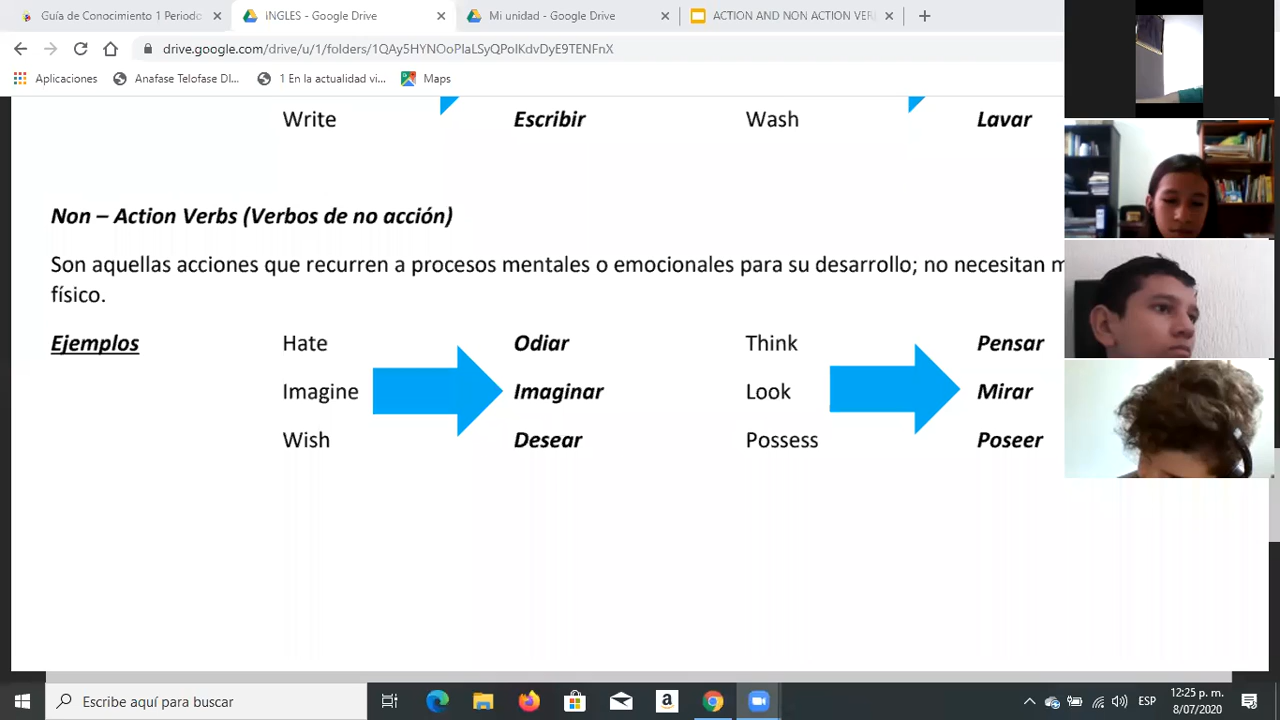 Guía de Conocimiento 1 Periodo
INGLES - Google Drive
Mi unidad - Google Drive
ACTION AND NON ACTION VER
drive.google.com/drive/u/1/folders/
Aplicaciones
Anafase Telofase DI...
1 En la actualidad vi...
Maps
Write Escribir Wash Lavar
Non – Action Verbs (Verbos de no acción)
Son aquellas acciones que recurren a procesos mentales o emocionales para su desarrollo; no necesitan
físico.
Ejemplos Hate Odiar Think Pensar
Imagine Imaginar Look Mirar
Wish Desear Possess Poseer
Escribe aquí para buscar
ESP
12:25 p. m.
8/07/2020